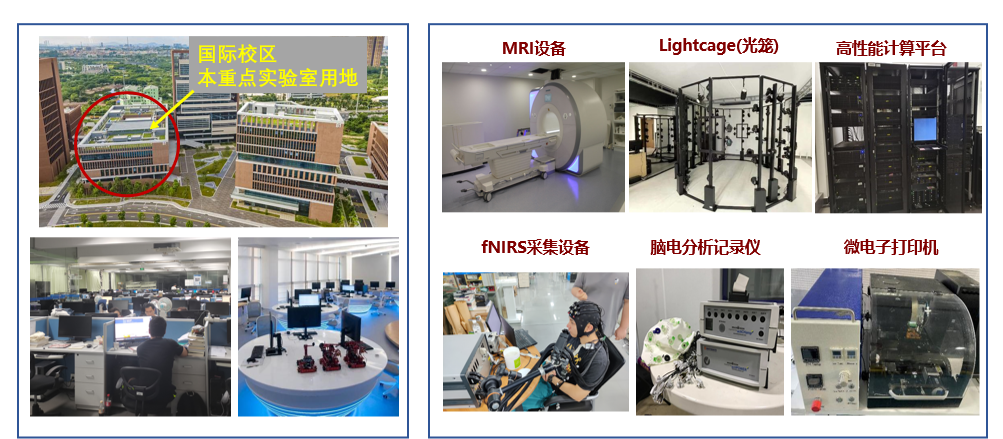 国际校区
本重点实验室用地
MRI设备
Lightcage(光笼)
高性能计算平台
fNIRS采集设备
脑电分析记录仪
微电子打印机